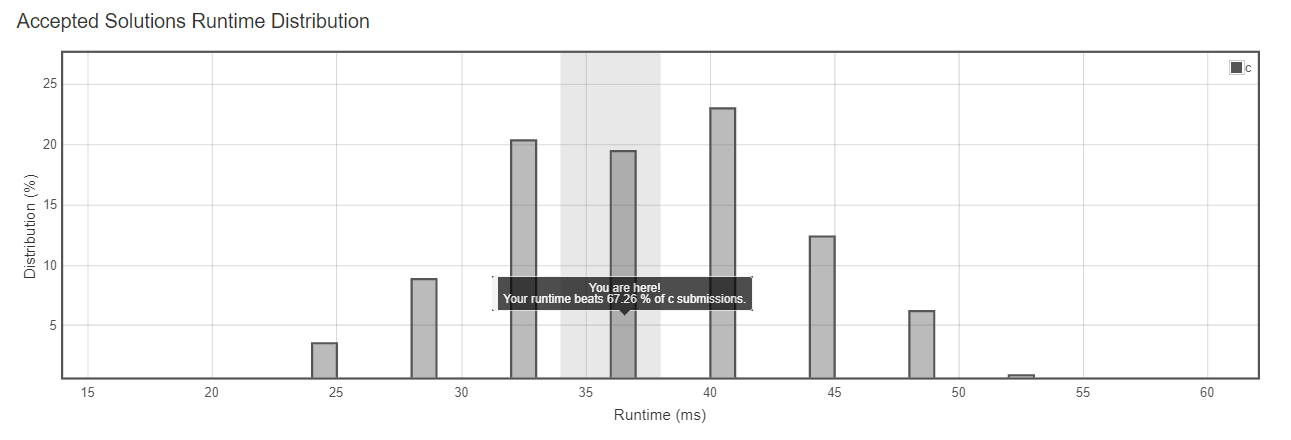 Accepted Solutions Runtime Distribution
c
Distribution (%)
25
20
15
10
5
You are here!
Your runtime beats 67.26 % of c submissions.
15 20 25 30 35 40 45 50 55 60
Runtime (ms)